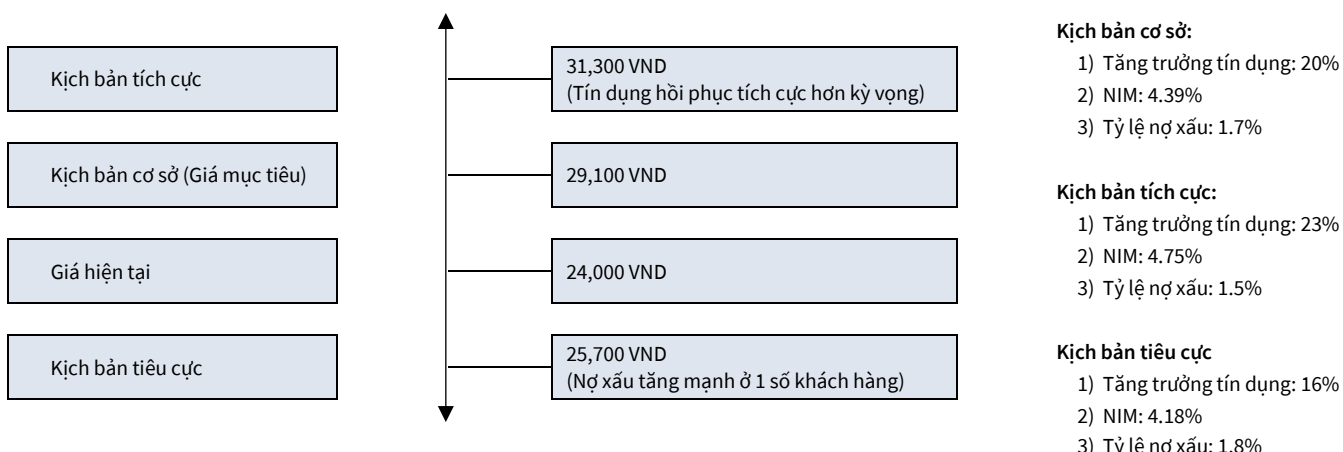 Kịch bản tích cực
31,300 VND
(Tín dụng hồi phục tích cực hơn kỳ vọng)
Kịch bản cơ sở (Giá mục tiêu)
29,100 VND
Giá hiện tại
24,000 VND
Kịch bản tiêu cực
25,700 VND
(Nợ xấu tăng mạnh ở 1 số khách hàng)
Kịch bản cơ sở:
1) Tăng trưởng tín dụng: 20%
2) NIM: 4.39%
3) Tỷ lệ nợ xấu: 1.7%
Kịch bản tích cực:
1) Tăng trưởng tín dụng: 23%
2) NIM: 4.75%
3) Tỷ lệ nợ xấu: 1.5%
Kịch bản tiêu cực
1) Tăng trưởng tín dụng: 16%
2) NIM: 4.18%
3) Tỷ lệ nợ xấu: 1.8%